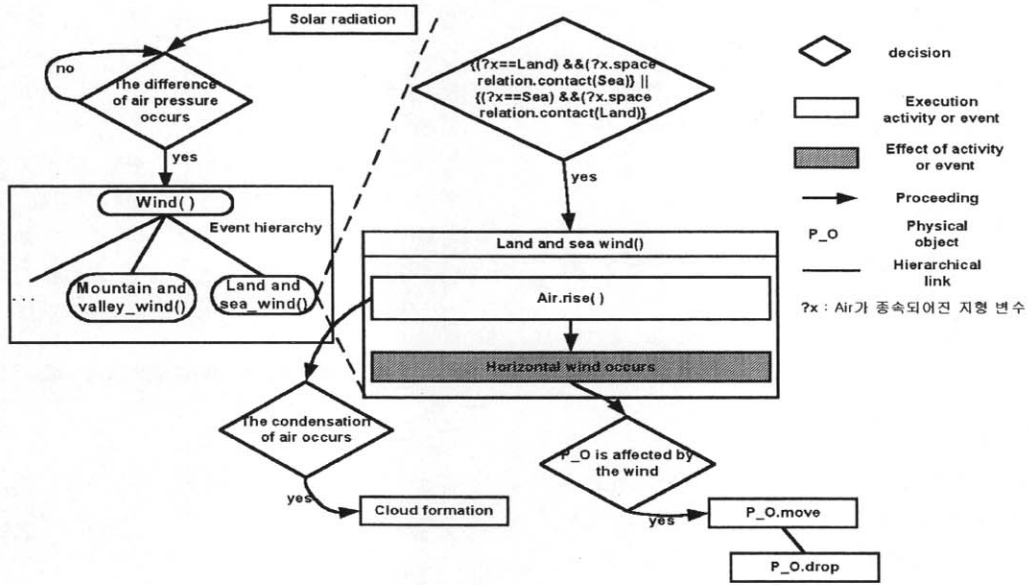 Solar radiation
no
The difference
of air pressure
occurs
yes
Wind( )
Event hierarchy
...
Mountain and
valley_wind()
Land and
sea_wind()
{(?x==Land) &&(?x.space
relation.contact(Sea)} ||
{(?x==Sea) &&(?x.space
relation.contact(Land)}
yes
Land and sea wind()
Air.rise( )
Horizontal wind occurs
The condensation
of air occurs
yes
Cloud formation
P_O is affected by
the wind
yes
P_O.move
P_O.drop
decision
Execution
activity or event
Effect of activity
or event
Proceeding
P_O
Physical
object
Hierarchical
link
?x : Air가 종속되어진 지형 변수